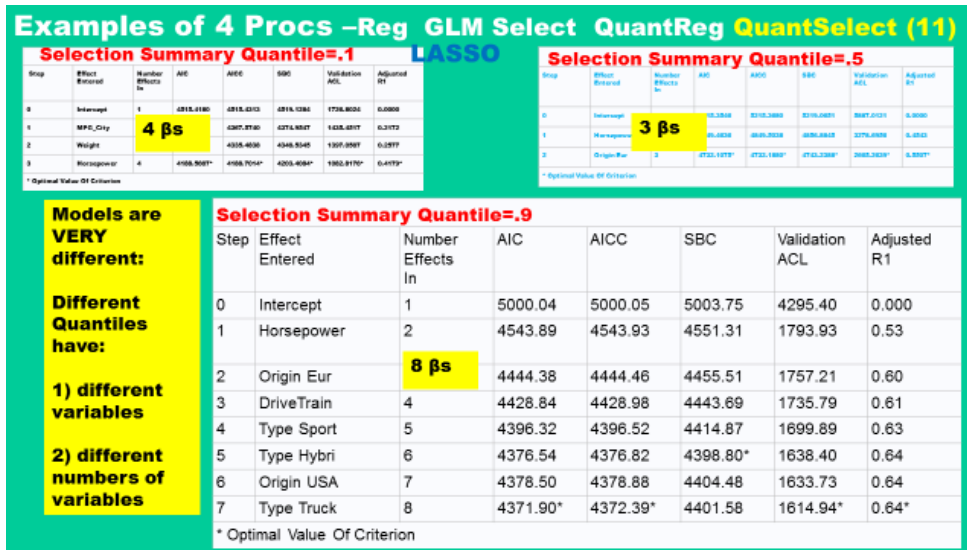 Examples of 4 Procs –Reg GLM Select QuantReg QuantSelect (11)
LASSO
Selection Summary Quantile=.1
Step Effect Entered Number Effects In AIC AICC SBC Validation ACL Adjusted R1
0 Intercept 1 0.0000
1 MPG_City
2 Weight
3 Horsepower 4
4 βs
* Optimal Value Of Criterion
Selection Summary Quantile=.5
Step Effect Entered Number Effects In AIC AICC SBC Validation ACL Adjusted R1
0 Intercept 0.0000
1
2 Origin Eur 3
3 βs
* Optimal Value Of Criterion
Models are
VERY
different:
Different
Quantiles
have:
1) different
variables
2) different
numbers of
variables
Selection Summary Quantile=.9
Step Effect Entered Number Effects In AIC AICC SBC Validation ACL Adjusted R1
0 Intercept 1 5000.04 5000.05 5003.75 4295.40 0.000
1 Horsepower 2 4543.89 4543.93 4551.31 1793.93 0.53
8 βs
2 Origin Eur 4444.38 4444.46 4455.51 1757.21 0.60
3 DriveTrain 4 4428.84 4428.98 4443.69 1735.79 0.61
4 Type Sport 5 4396.32 4396.52 4414.87 1699.89 0.63
5 Type Hybri 6 4376.54 4376.82 4398.80* 1638.40 0.64
6 Origin USA 7 4378.50 4378.88 4404.48 1633.73 0.64
7 Type Truck 8 4371.90* 4372.39* 4401.58 1614.94* 0.64*
* Optimal Value Of Criterion